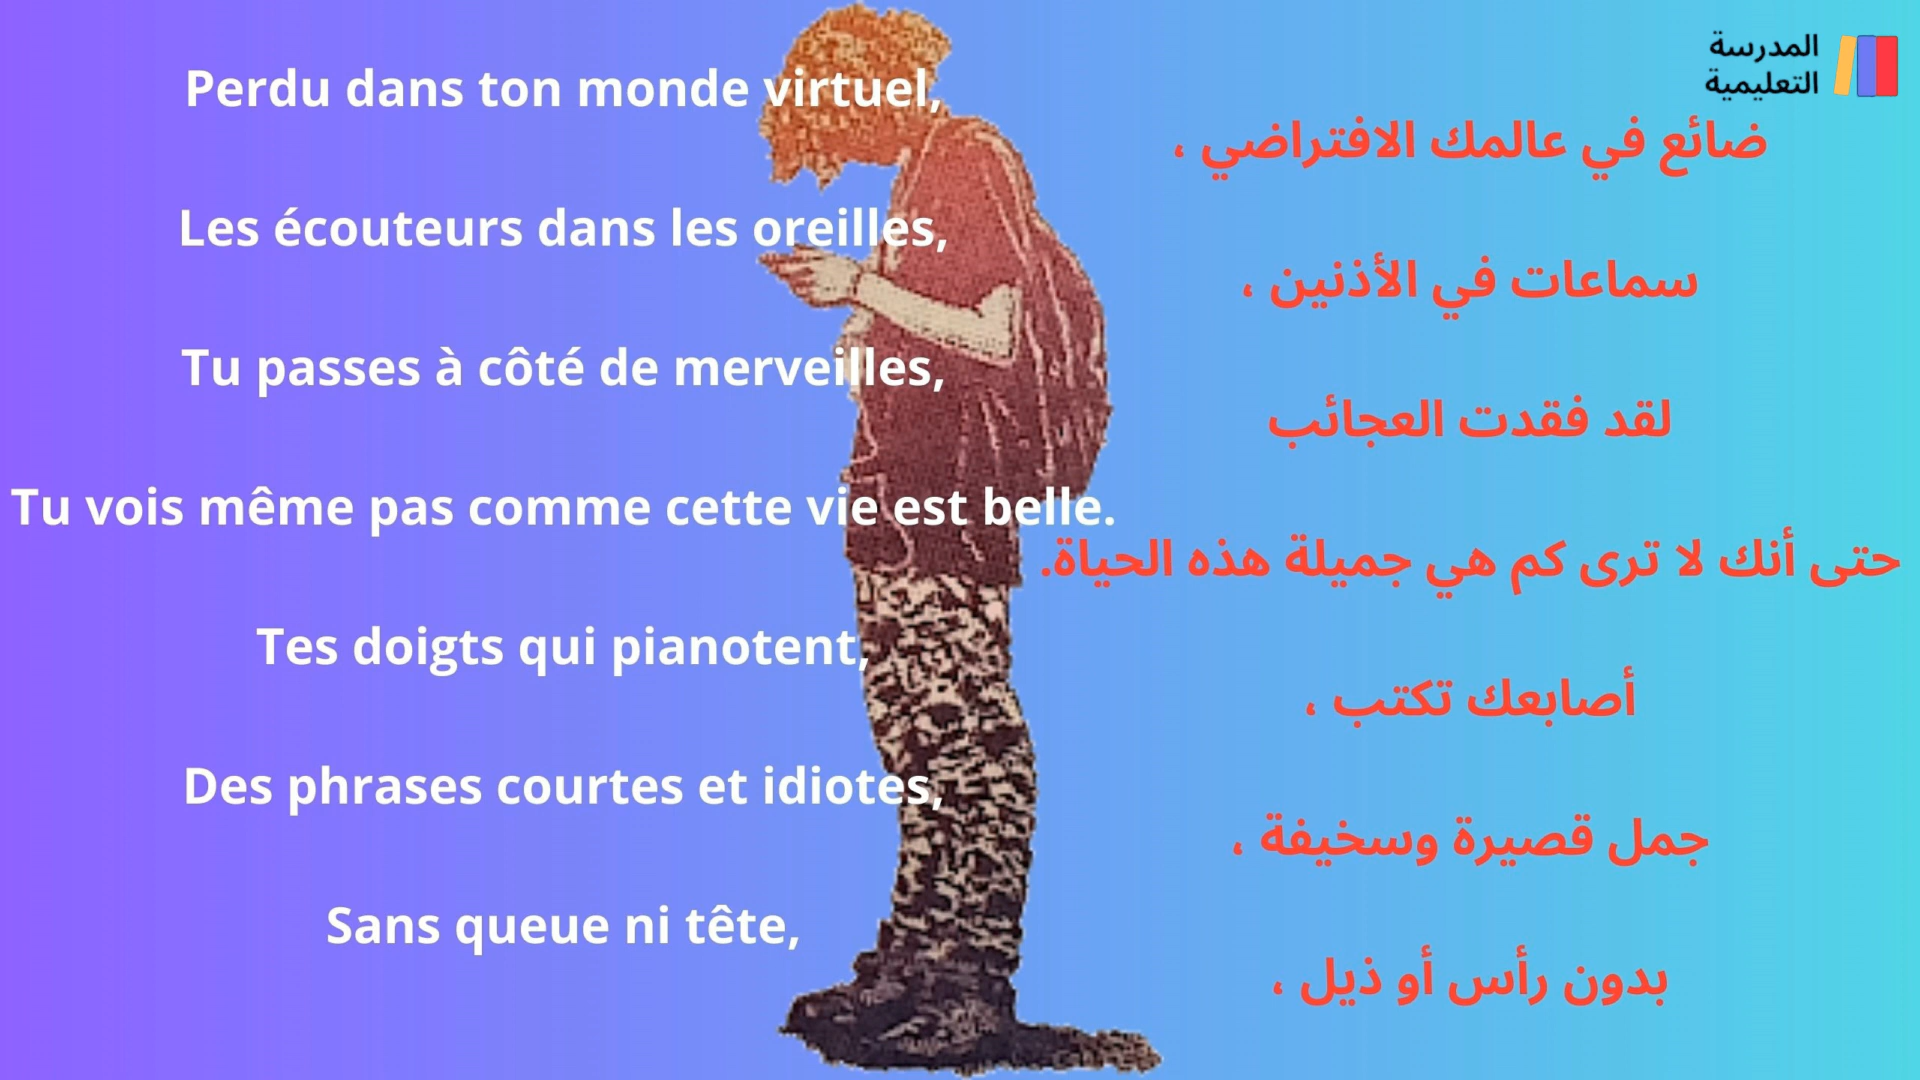 Perdu dans ton monde virtuel,
Les écouteurs dans les oreilles,
Tu passes à côté de merveilles,
Tu vois même pas comme cette vie est belle.
Tes doigts qui pianotent,
Des phrases courtes et idiotes,
Sans queue ni tête,
المدرسة
التعليمية
ضائع في عالمك الافتراضي ،
سماعات في الأذنين ،
لقد فقدت العجائب
حتى أنك لا ترى كم هي جميلة هذه الحياة.
أصابعك تكتب ،
جمل قصيرة وسخيفة ،
بدون رأس أو ذيل ،